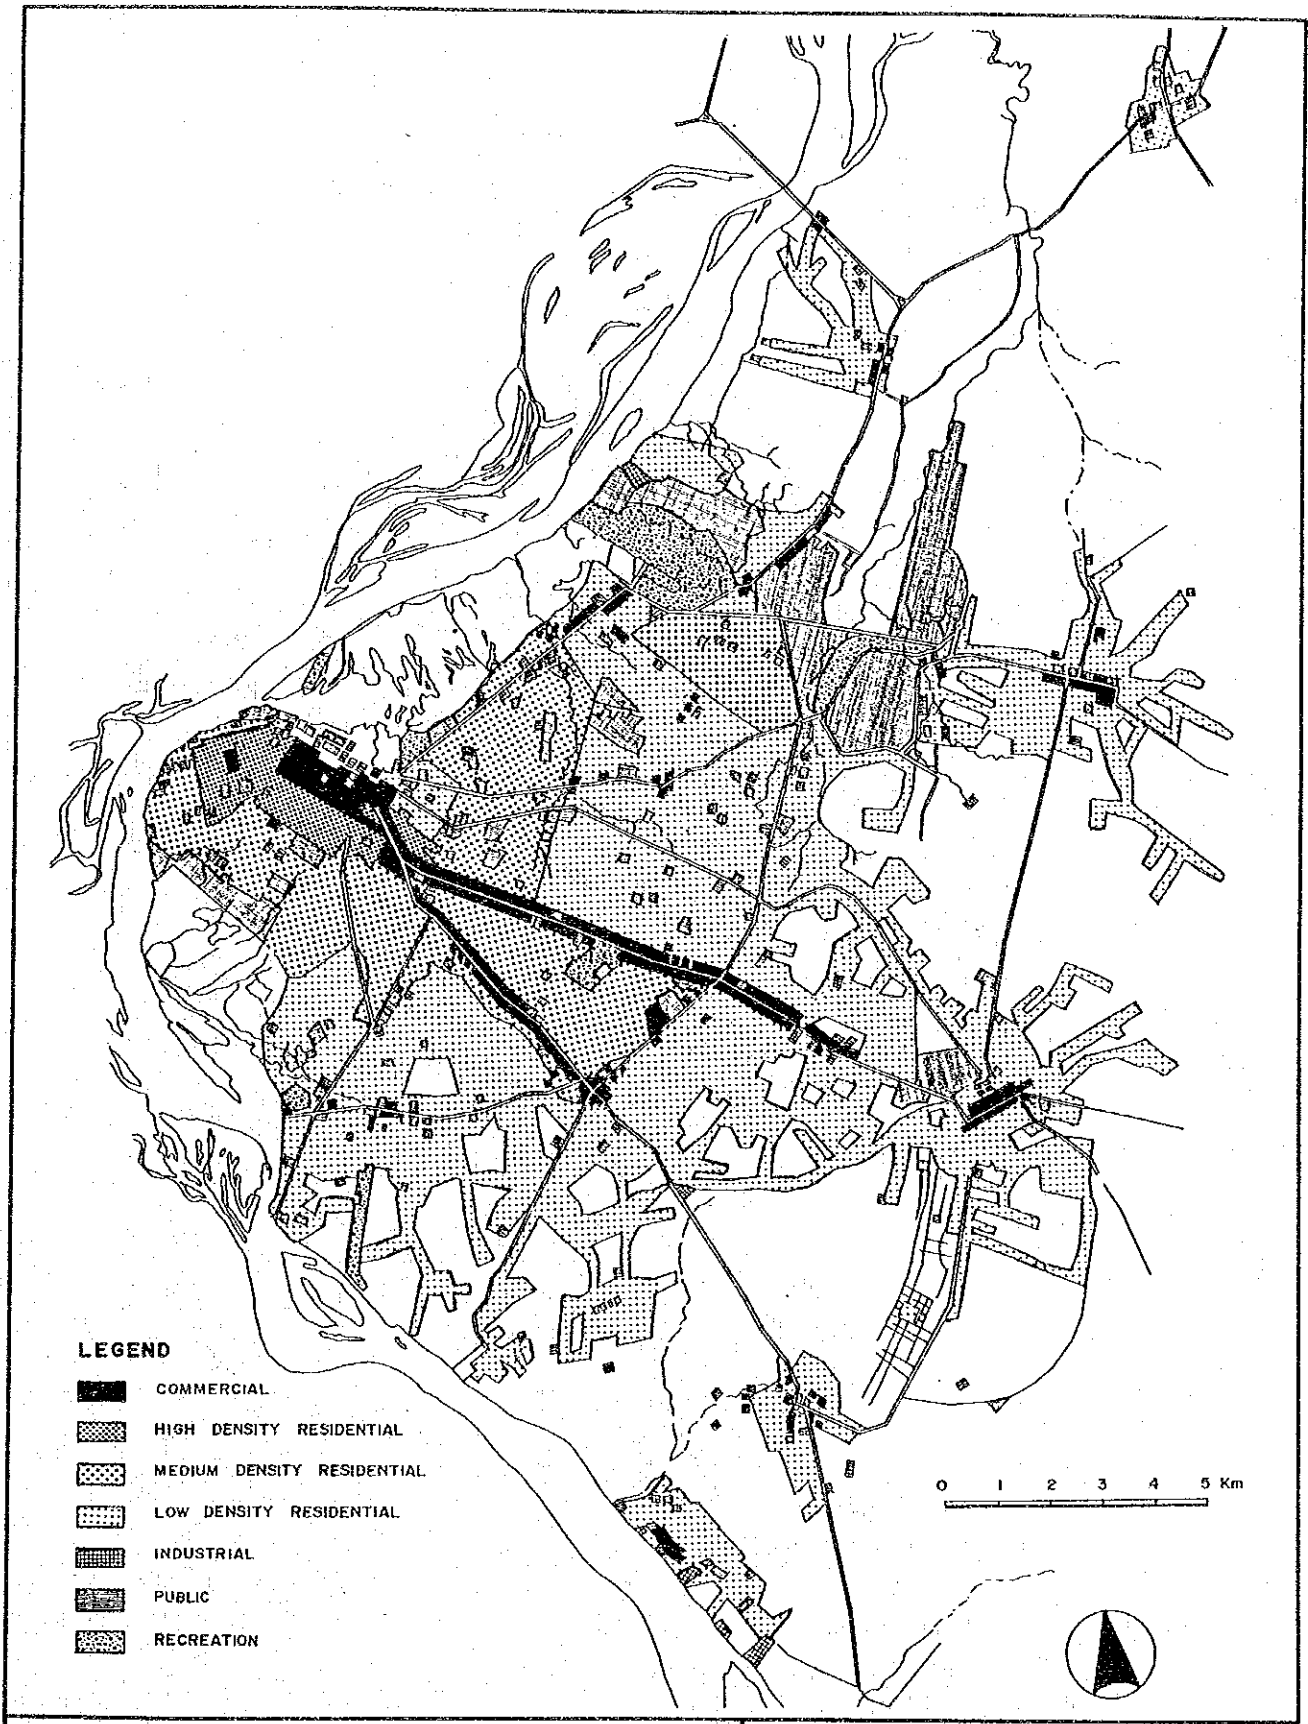 LEGEND
COMMERCIAL
HIGH DENSITY RESIDENTIAL
MEDIUM DENSITY RESIDENTIAL
LOW DENSITY RESIDENTIAL
INDUSTRIAL
PUBLIC
RECREATION
0 1 2 3 4 5 Km